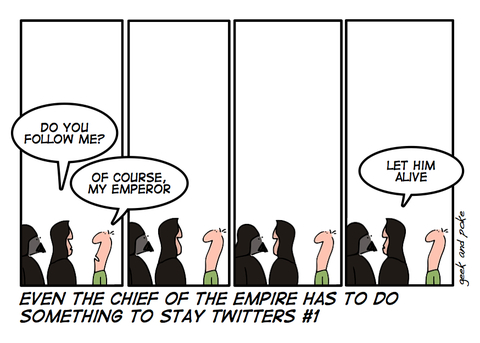 DO YOU
FOLLOW ME?
OF COURSE,
MY EMPEROR
LET HIM
ALIVE
geek and poke
EVEN THE CHIEF OF THE EMPIRE HAS TO DO
SOMETHING TO STAY TWITTERS #1